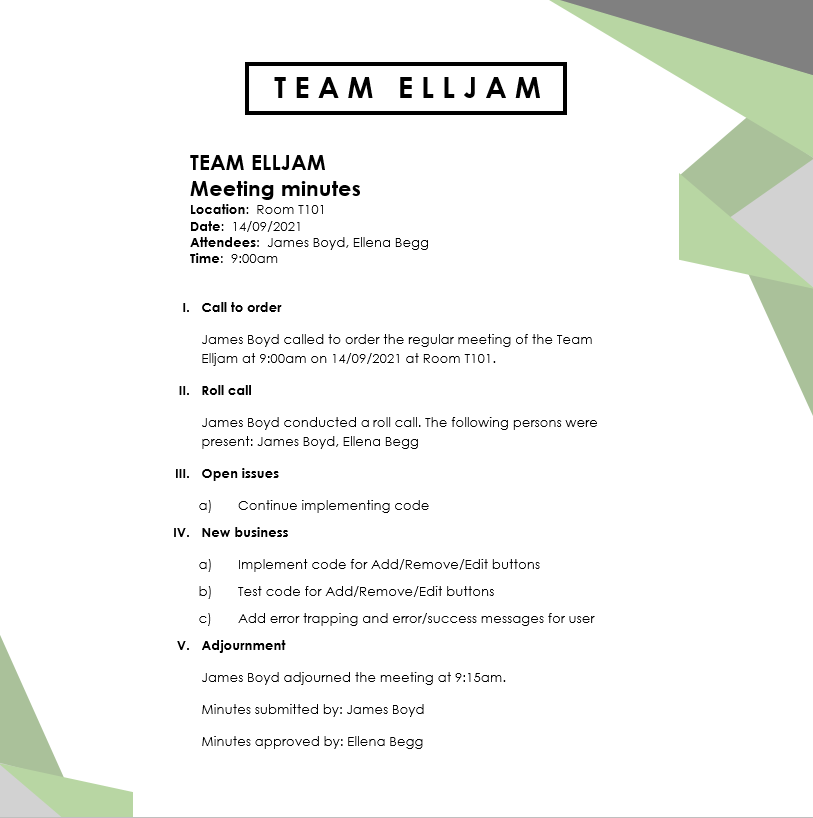 TEAM ELLJAM
TEAM ELLJAM
Meeting minutes
Location: Room T101
Date: 14/09/2021
Attendees: James Boyd, Ellena Begg
Time: 9:00am
I. Call to order
James Boyd called to order the regular meeting of the Team
Elljam at 9:00am on 14/09/2021 at Room T101.
II. Roll call
James Boyd conducted a roll call. The following persons were
present: James Boyd, Ellena Begg
III. Open issues
a) Continue implementing code
IV. New business
a) Implement code for Add/Remove/Edit buttons
b) Test code for Add/Remove/Edit buttons
c) Add error trapping and error/success messages for user
V. Adjournment
James Boyd adjourned the meeting at 9:15am.
Minutes submitted by: James Boyd
Minutes approved by: Ellena Begg